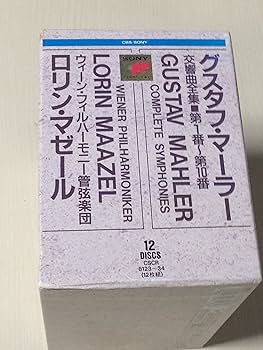 CBS/SONY
SONY
グスタフ・マーラー
交響曲全集■第1番〜第10番
GUSTAV MAHLER
COMPLETE SYMPHONIES
WIENER PHILHARMONIKER
LORIN MAAZEL
ウィーン・フィルハーモニー管弦楽団
ロリン・マゼール
12
DISCS
CSCR
8123~34
(12枚組)